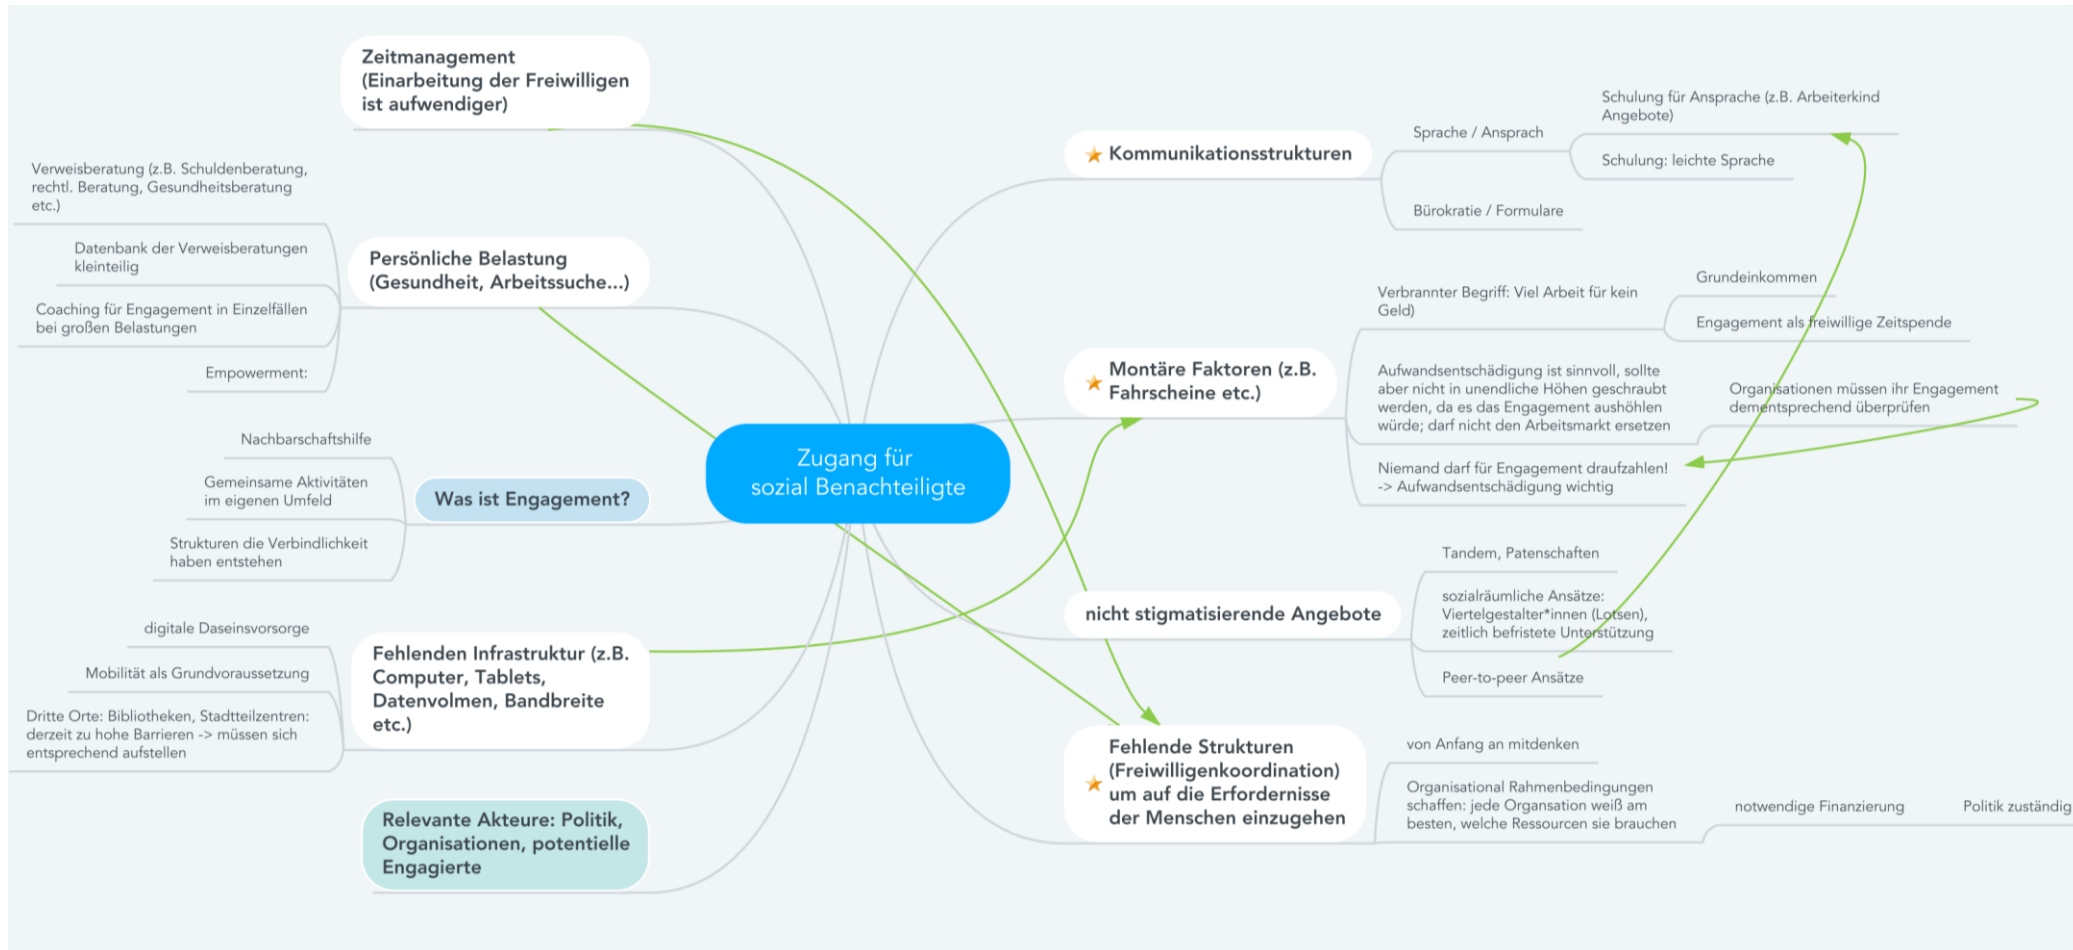 Zeitmanagement
(Einarbeitung der Freiwilligen
ist aufwendiger)
Verweisberatung (z.B. Schuldenberatung,
rechtl. Beratung, Gesundheitsberatung
etc.)
Datenbank der Verweisberatungen
kleinteilig
Coaching für Engagement in Einzelfällen
bei großen Belastungen
Empowerment:
Persönliche Belastung
(Gesundheit, Arbeitssuche...)
Nachbarschaftshilfe
Gemeinsame Aktivitäten
im eigenen Umfeld
Strukturen die Verbindlichkeit
haben entstehen
Was ist Engagement?
digitale Daseinsvorsorge
Mobilität als Grundvoraussetzung
Dritte Orte: Bibliotheken, Stadtteilzentren:
derzeit zu hohe Barrieren -> müssen sich
entsprechend aufstellen
Fehlenden Infrastruktur (z.B.
Computer, Tablets,
Datenvolmen, Bandbreite
etc.)
Relevante Akteure: Politik,
Organisationen, potentielle
Engagierte
Zugang für
sozial Benachteiligte
Kommunikationsstrukturen
Sprache / Ansprach
Schulung für Ansprache (z.B. Arbeiterkind
Angebote)
Schulung: leichte Sprache
Bürokratie / Formulare
Montäre Faktoren (z.B.
Fahrscheine etc.)
Verbrannter Begriff: Viel Arbeit für kein
Geld)
Grundeinkommen
Engagement als freiwillige Zeitspende
Aufwandsentschädigung ist sinnvoll, sollte
aber nicht in unendliche Höhen geschraubt
werden, da es das Engagement aushöhlen
würde; darf nicht den Arbeitsmarkt ersetzen
Organisationen müssen ihr Engagement
dementsprechend überprüfen
Niemand darf für Engagement draufzahlen!
-> Aufwandsentschädigung wichtig
nicht stigmatisierende Angebote
Tandem, Patenschaften
sozialräumliche Ansätze:
Viertelgestalter*innen (Lotsen),
zeitlich befristete Unterstützung
Peer-to-peer Ansätze
Fehlende Strukturen
(Freiwilligenkoordination)
um auf die Erfordernisse
der Menschen einzugehen
von Anfang an mitdenken
Organisational Rahmenbedingungen
schaffen: jede Organsation weiß am
besten, welche Ressourcen sie brauchen
notwendige Finanzierung
Politik zuständig